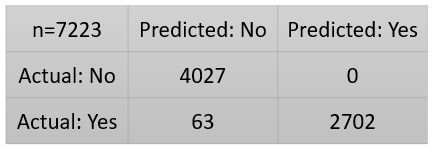 n=7223 Predicted: No Predicted: Yes
Actual: No 4027 0
Actual: Yes 63 2702